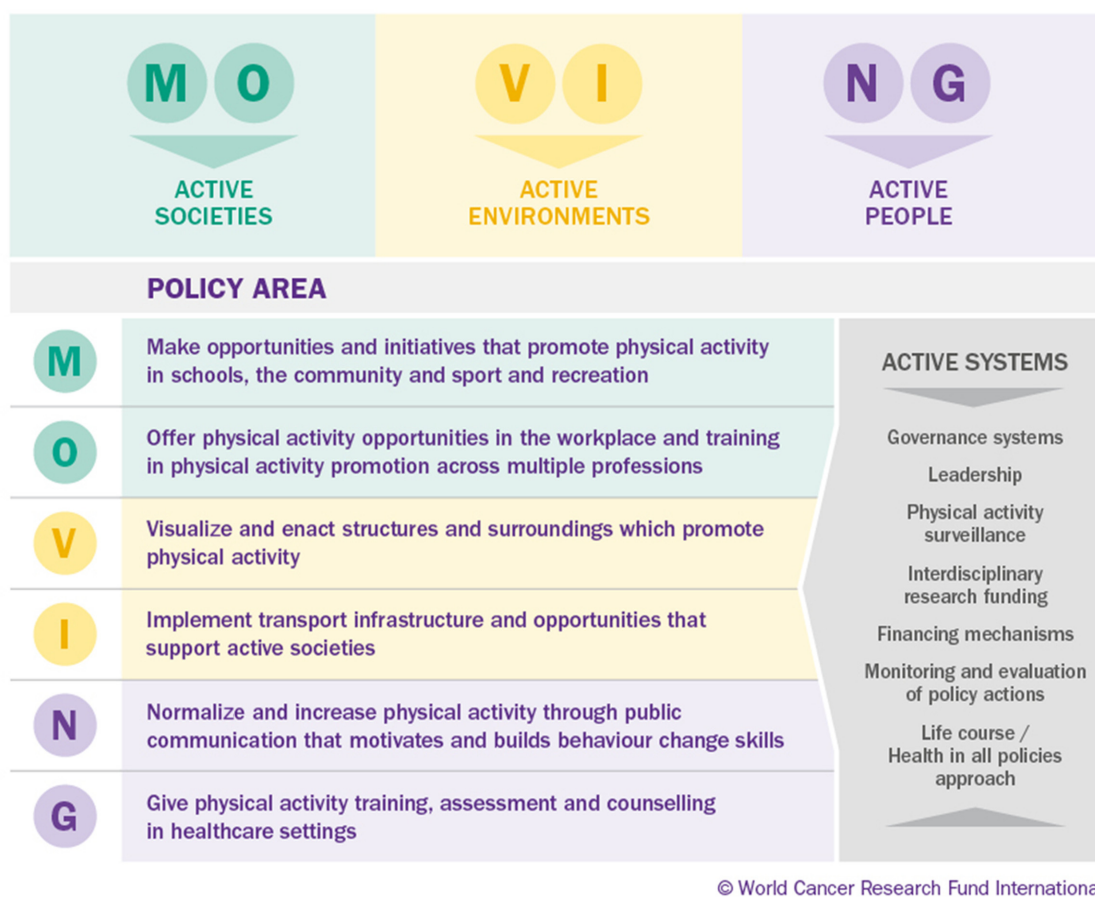 M O
V I
N G
ACTIVE
SOCIETIES
ACTIVE
ENVIRONMENTS
ACTIVE
PEOPLE
POLICY AREA
M
Make opportunities and initiatives that promote physical activity
in schools, the community and sport and recreation
O
Offer physical activity opportunities in the workplace and training
in physical activity promotion across multiple professions
V
Visualize and enact structures and surroundings which promote
physical activity
I
Implement transport infrastructure and opportunities that
support active societies
N
Normalize and increase physical activity through public
communication that motivates and builds behaviour change skills
G
Give physical activity training, assessment and counselling
in healthcare settings
ACTIVE SYSTEMS
Governance systems
Leadership
Physical activity
surveillance
Interdisciplinary
research funding
Financing mechanisms
Monitoring and evaluation
of policy actions
Life course /
Health in all policies
approach
© World Cancer Research Fund Internationa